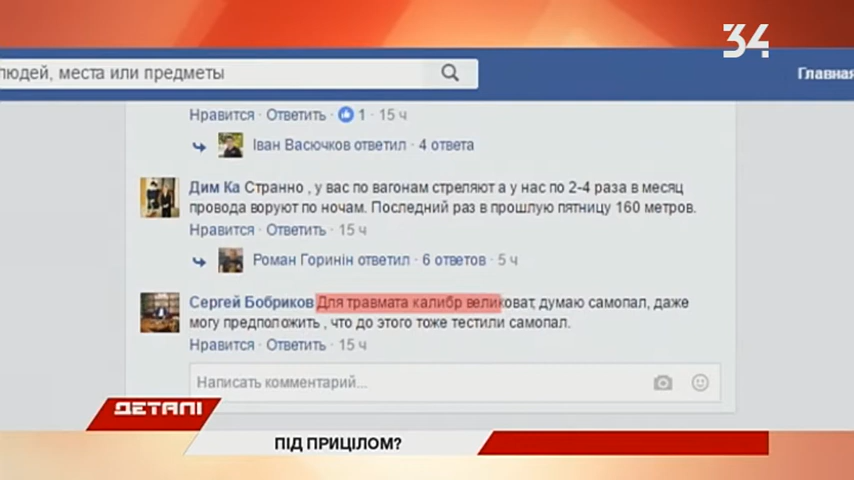 34
людей, места или предметы
Главная
Нравится · Ответить · 1 · 15 ч
Іван Васючков ответил · 4 ответа
Дим Ка Странно , у вас по вагонам стреляют а у нас по 2-4 раза в месяц
провода воруют по ночам. Последний раз в прошлую пятницу 160 метров.
Нравится · Ответить · 15 ч
Роман Горинін ответил · 6 ответов · 5 ч
Сергей Бобриков Для травмата калибр великоват, думаю самопал, даже
могу предположить , что до этого тоже тестили самопал.
Нравится · Ответить · 15 ч
Написать комментарий...
ДЕТАЛІ
ПІД ПРИЦІЛОМ?